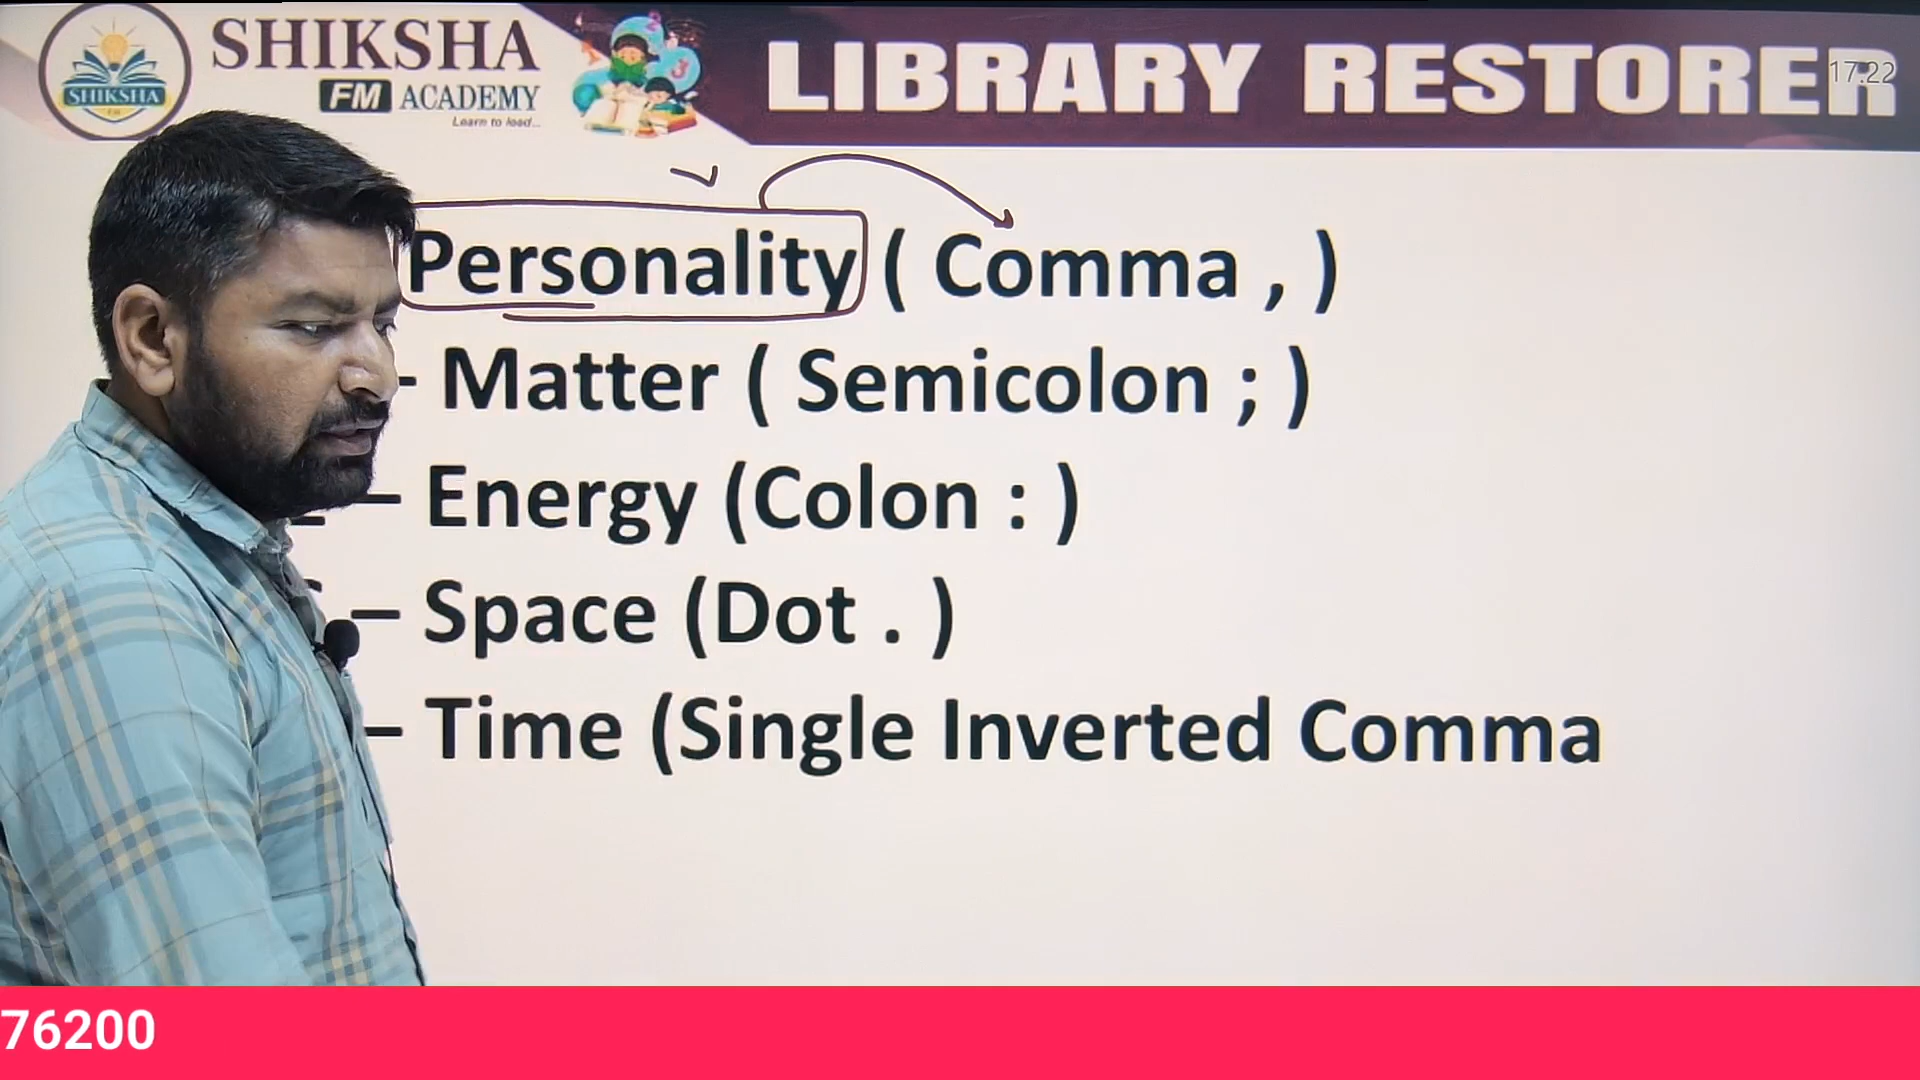 SHIKSHA
FM ACADEMY
Learn to lead...
SHIKSHA
LIBRARY RESTORER
17:22
Personality ( Comma , )
- Matter ( Semicolon ; )
– Energy (Colon : )
– Space (Dot . )
– Time (Single Inverted Comma
76200